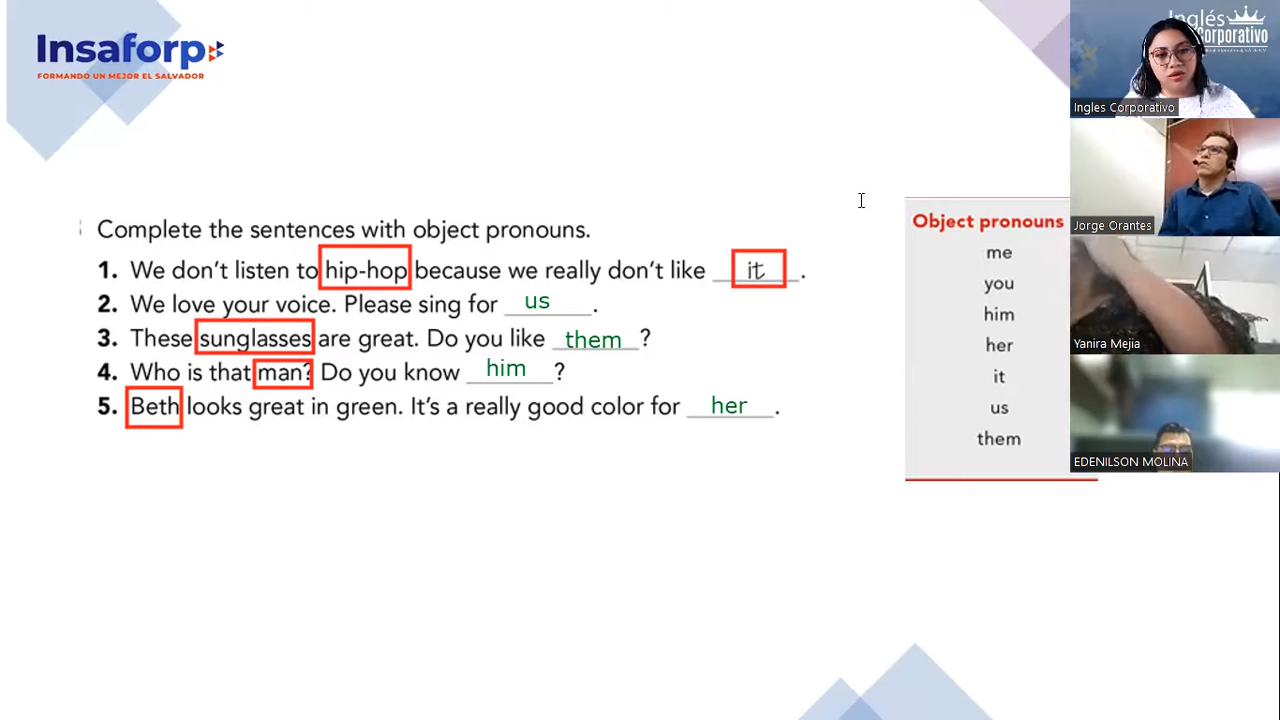 Insaforp
FORMANDO UN MEJOR EL SALVADOR
Complete the sentences with object pronouns.
1. We don't listen to hip-hop because we really don't like it.
2. We love your voice. Please sing for us.
3. These sunglasses are great. Do you like them?
4. Who is that man? Do you know him?
5. Beth looks great in green. It's a really good color for her.
Object pronouns
me
you
him
her
it
us
them
Inglés
Corporativo
Ingles Corporativo
Jorge Orantes
Yanira Mejia
EDENILSON MOLINA